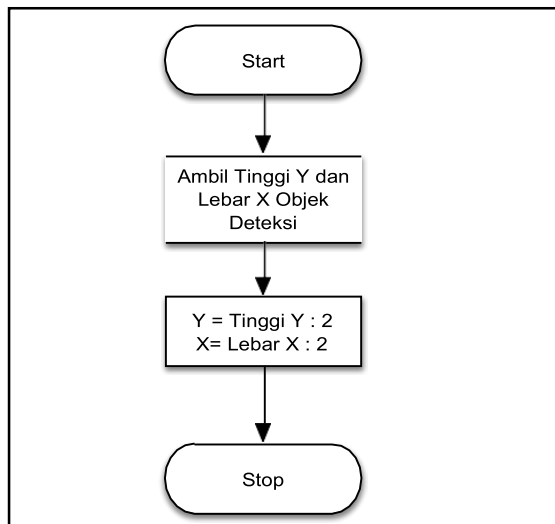 Start
Ambil Tinggi Y dan
Lebar X Objek
Deteksi
Y = Tinggi Y : 2
X= Lebar X : 2
Stop